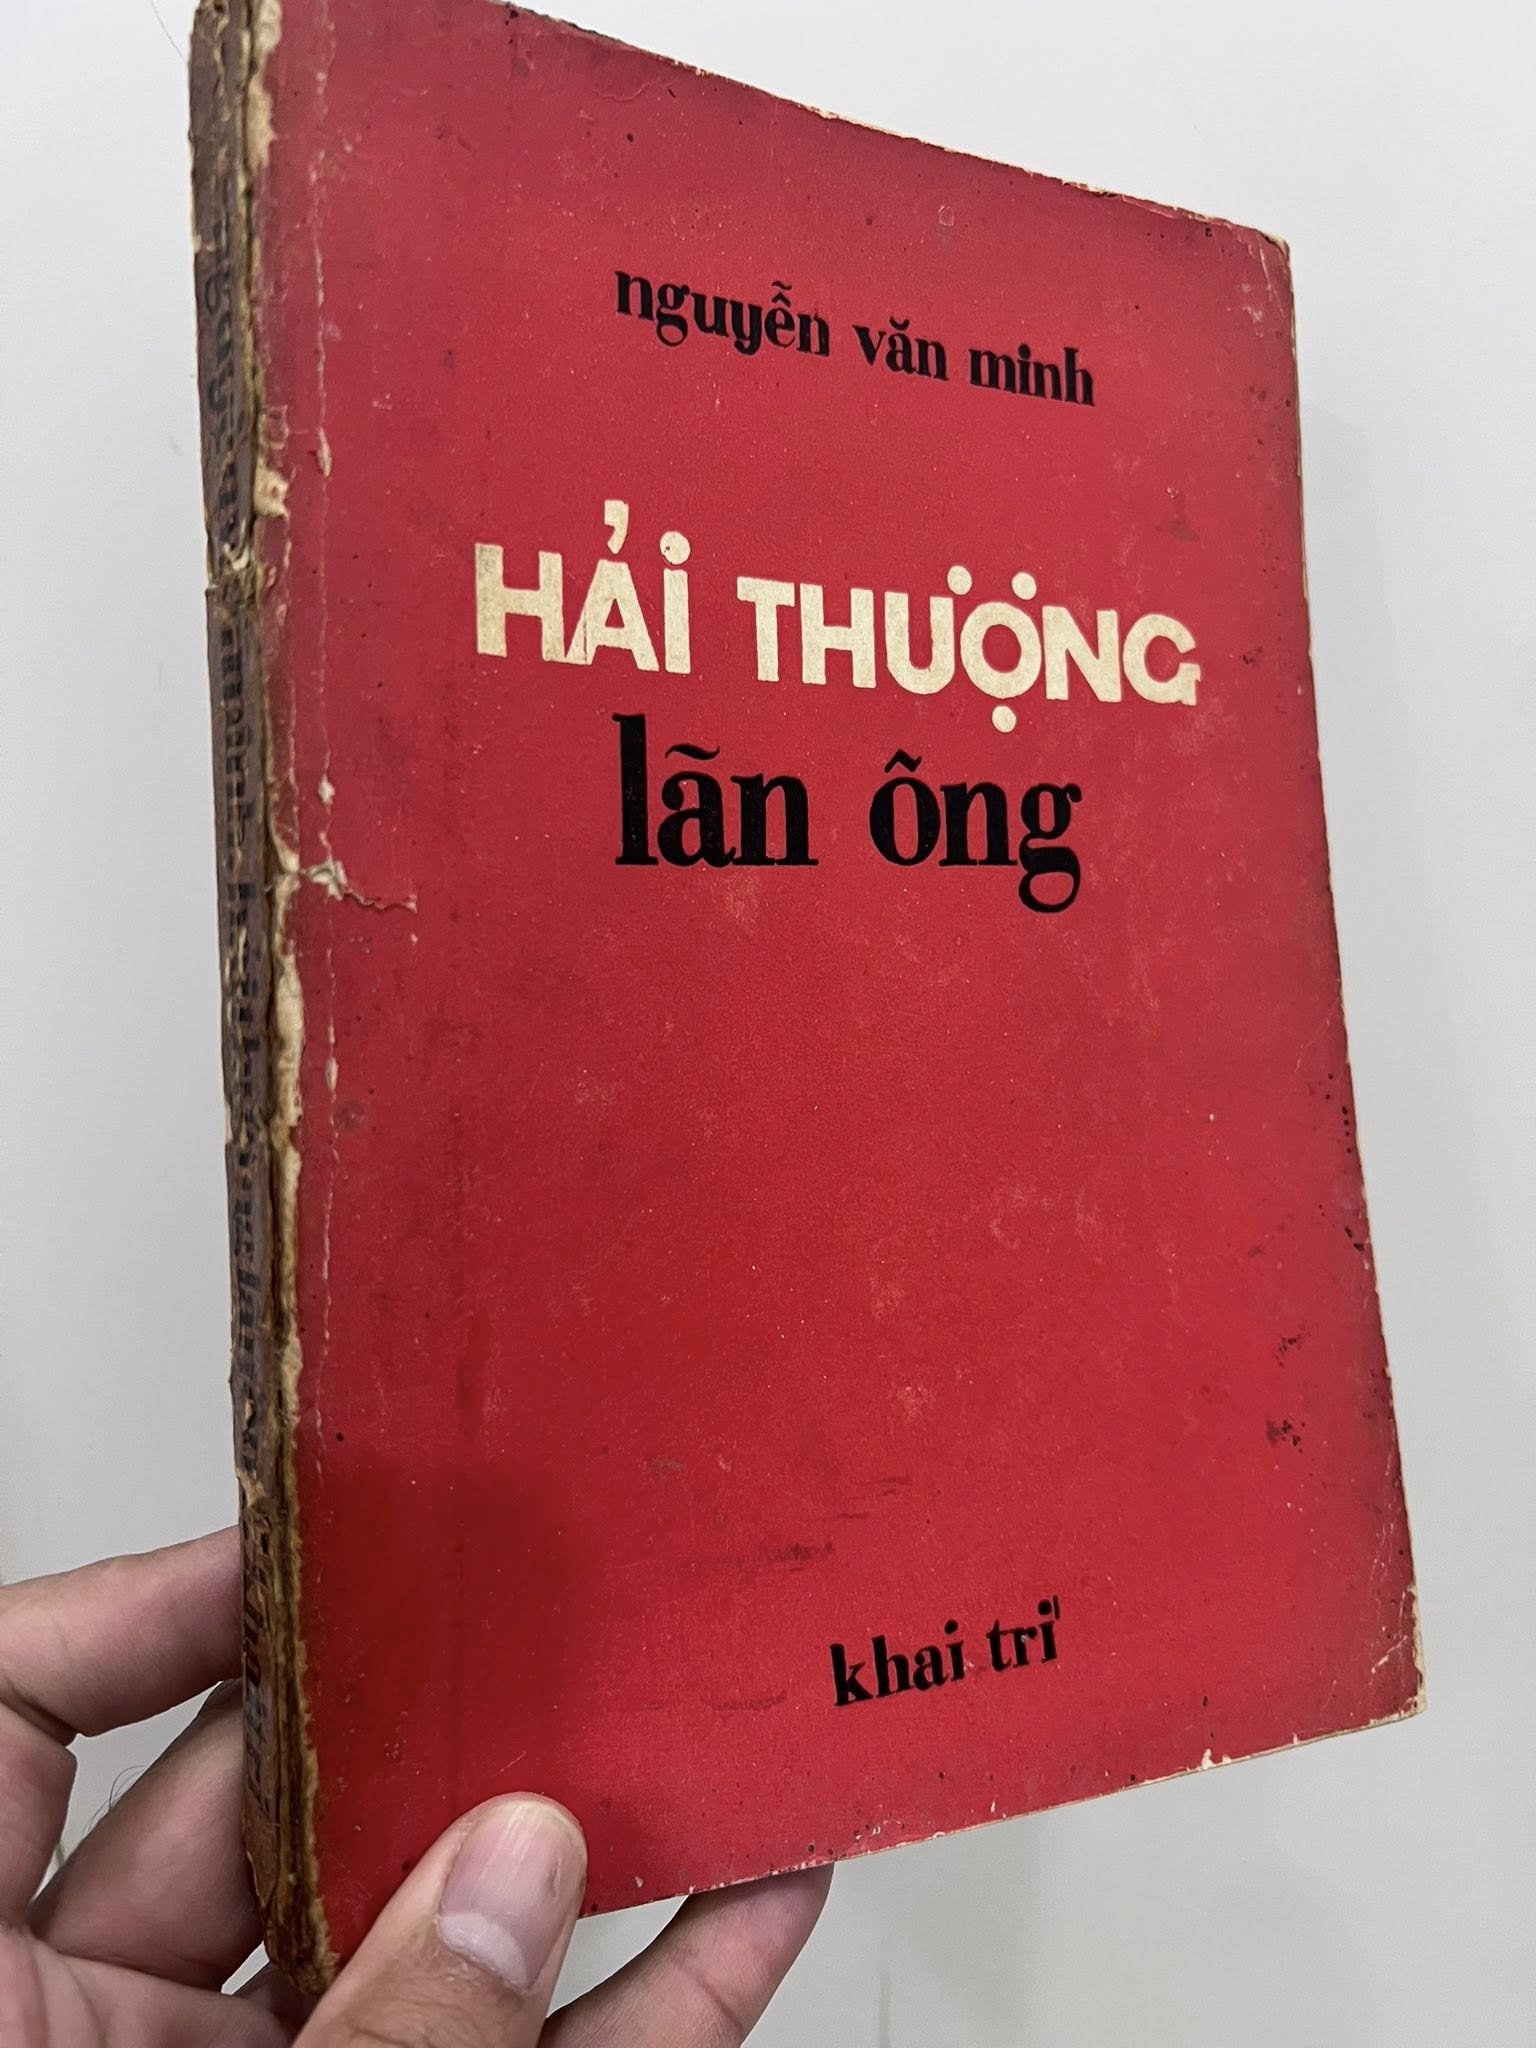 nguyễn văn minh
HẢI THƯỢNG
lãn ông
khai trí